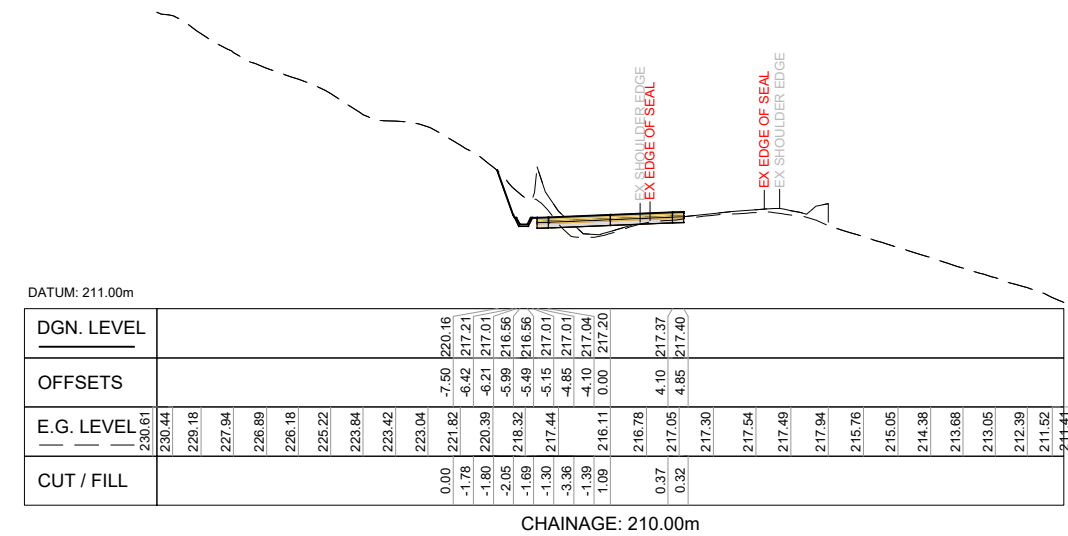 EX SHOULDER EDGE
EX EDGE OF SEAL
EX EDGE OF SEAL
EX SHOULDER EDGE
DATUM: 211.00m
DGN. LEVEL 220.16 217.21 217.01 216.56 216.56 217.01 217.01 217.04 217.20 217.37 217.40
OFFSETS -7.50 -6.42 -6.21 -5.99 -5.49 -5.15 -4.85 -4.10 0.00 4.10 4.85
E.G. LEVEL 230.61 230.44 229.18 227.94 226.89 226.18 225.22 223.84 223.42 223.04 221.82 220.39 218.32 217.44 216.11 216.78 217.05 217.30 217.54 217.49 217.94 215.76 215.05 214.38 213.68 213.05 212.39 211.52 211.41
CUT / FILL 0.00 -1.78 -1.80 -2.05 -1.69 -1.30 -3.36 -1.39 1.09 0.37 0.32
CHAINAGE: 210.00m